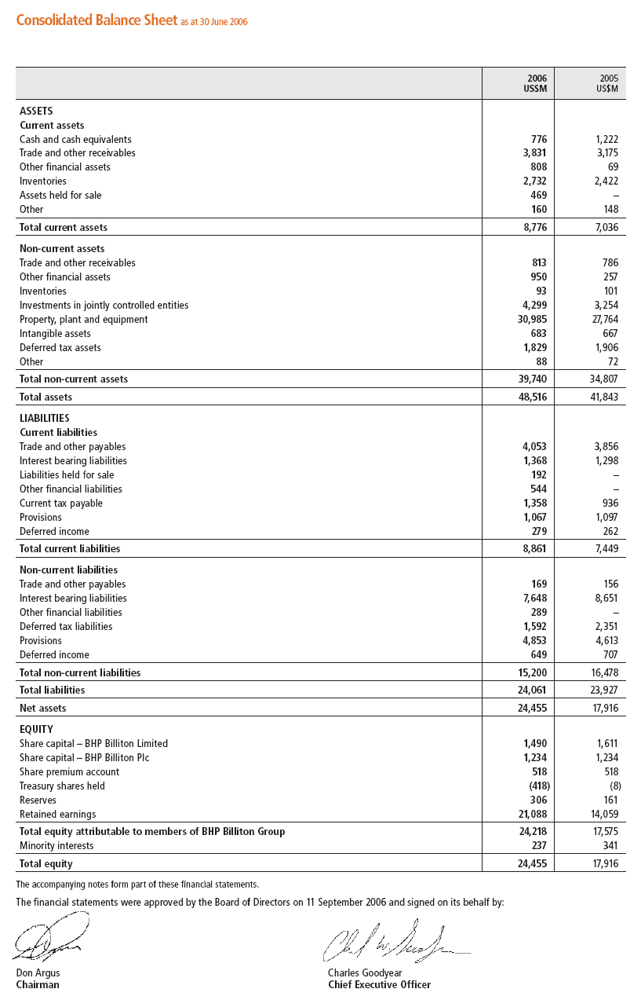 Consolidated Balance Sheet as at 30 June 2006
2006 2005
US$M US$M
ASSETS
Current assets
Cash and cash equivalents 776 1,222
Trade and other receivables 3,831 3,175
Other financial assets 808 69
Inventories 2,732 2,422
Assets held for sale 469 –
Other 160 148
Total current assets 8,776 7,036
Non-current assets
Trade and other receivables 813 786
Other financial assets 950 257
Inventories 93 101
Investments in jointly controlled entities 4,299 3,254
Property, plant and equipment 30,985 27,764
Intangible assets 683 667
Deferred tax assets 1,829 1,906
Other 88 72
Total non-current assets 39,740 34,807
Total assets 48,516 41,843
LIABILITIES
Current liabilities
Trade and other payables 4,053 3,856
Interest bearing liabilities 1,368 1,298
Liabilities held for sale 192 –
Other financial liabilities 544 –
Current tax payable 1,358 936
Provisions 1,067 1,097
Deferred income 279 262
Total current liabilities 8,861 7,449
Non-current liabilities
Trade and other payables 169 156
Interest bearing liabilities 7,648 8,651
Other financial liabilities 289 –
Deferred tax liabilities 1,592 2,351
Provisions 4,853 4,613
Deferred income 649 707
Total non-current liabilities 15,200 16,478
Total liabilities 24,061 23,927
Net assets 24,455 17,916
EQUITY
Share capital – BHP Billiton Limited 1,490 1,611
Share capital – BHP Billiton Plc 1,234 1,234
Share premium account 518 518
Treasury shares held (418) (8)
Reserves 306 161
Retained earnings 21,088 14,059
Total equity attributable to members of BHP Billiton Group 24,218 17,575
Minority interests 237 341
Total equity 24,455 17,916
The accompanying notes form part of these financial statements.
The financial statements were approved by the Board of Directors on 11 September 2006 and signed on its behalf by:
Don Argus Charles Goodyear
Chairman Chief Executive Officer